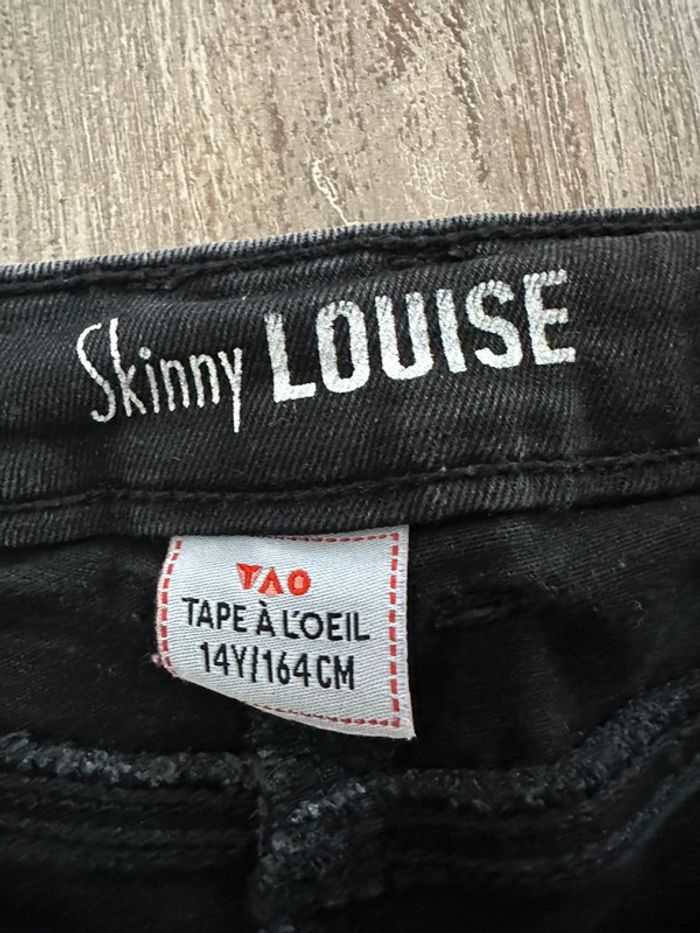 Skinny LOUISE
TAO
TAPE À L'OEIL
14Y/164CM